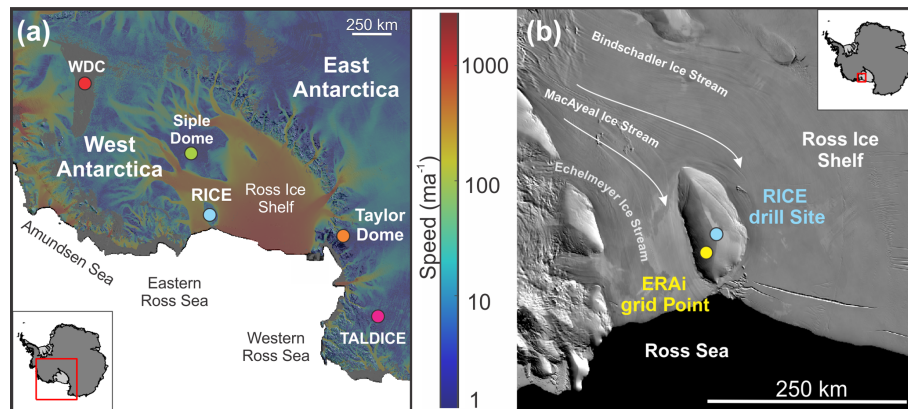 (a)
250 km
WDC
East
Antarctica
Siple
Dome
West
Antarctica
RICE
Ross Ice
Shelf
Taylor
Dome
Amundsen Sea
Eastern
Ross Sea
Western
Ross Sea
TALDICE
Speed (ma⁻¹)
1000
100
10
1
(b)
Bindschadler Ice Stream
MacAyeal Ice Stream
Echelmeyer Ice Stream
Ross Ice
Shelf
RICE
drill Site
ERAi
grid Point
Ross Sea
250 km